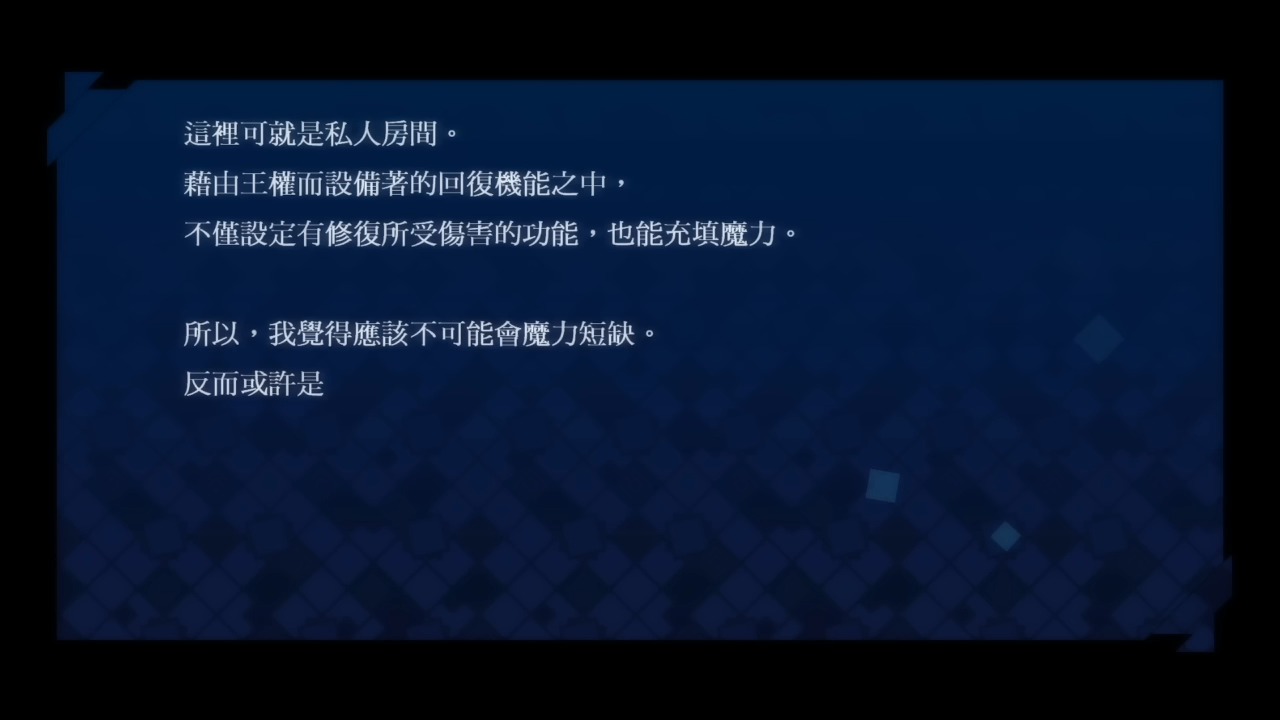 這裡可就是私人房間。
藉由王權而設備著的回復機能之中，
不僅設定有修復所受傷害的功能，也能充填魔力。
所以，我覺得應該不可能會魔力短缺。
反而或許是